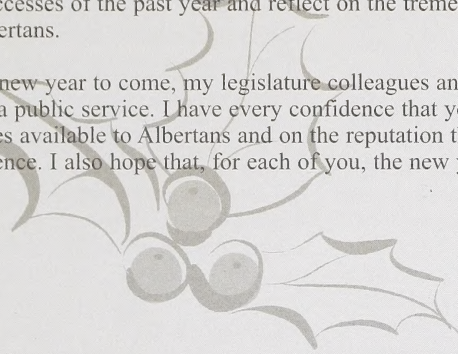 ccesses of the past year and reflect on the treme
ertans.
new year to come, my legislature colleagues an
a public service. I have every confidence that y
es available to Albertans and on the reputation t
ence. I also hope that, for each of you, the new y